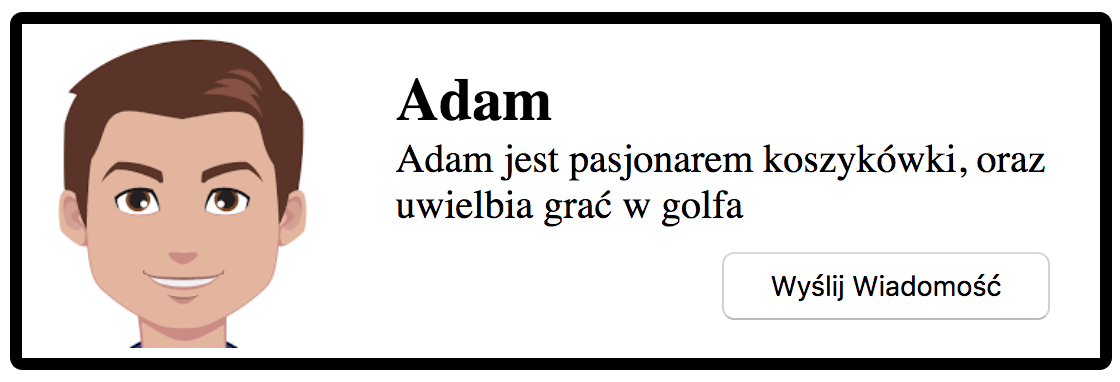 Adam
Adam jest pasjonarem koszykówki, oraz
uwielbia grać w golfa
Wyślij Wiadomość